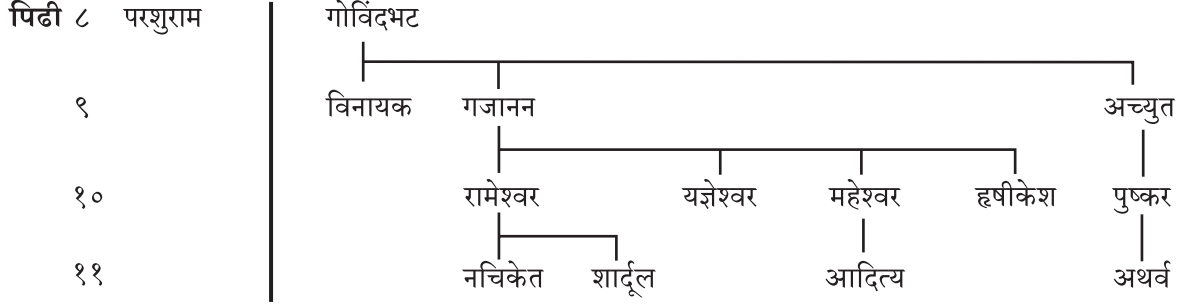 पिढी ८ परशुराम गोविंदभट
९ विनायक गजानन अच्युत
१० रामेश्वर यज्ञेश्वर महेश्वर हृषीकेश पुष्कर
११ नचिकेत शार्दूल आदित्य अथर्व